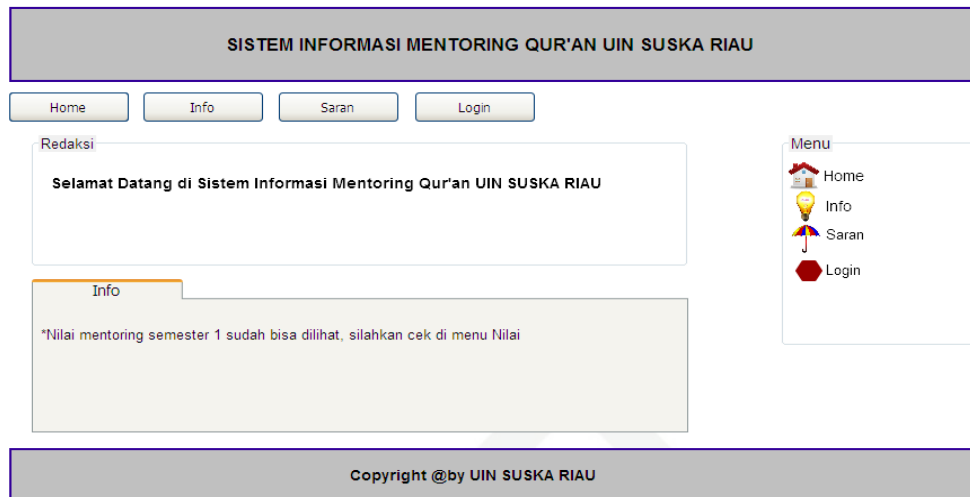 SISTEM INFORMASI MENTORING QUR'AN UIN SUSKA RIAU
Home Info Saran Login
Redaksi
Selamat Datang di Sistem Informasi Mentoring Qur'an UIN SUSKA RIAU
Menu
Home
Info
Saran
Login
Info
*Nilai mentoring semester 1 sudah bisa dilihat, silahkan cek di menu Nilai
Copyright @by UIN SUSKA RIAU